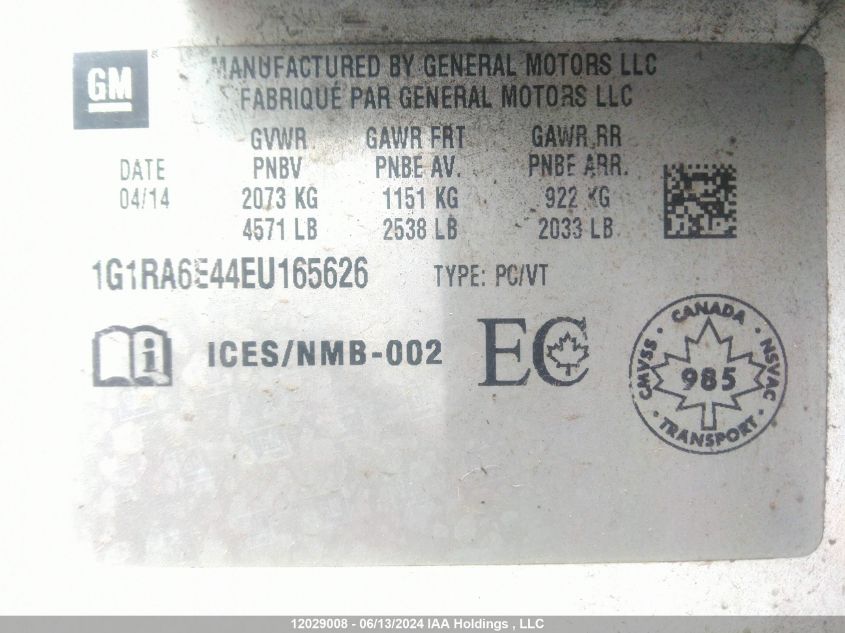 GM
MANUFACTURED BY GENERAL MOTORS LLC
FABRIQUÉ PAR GENERAL MOTORS LLC
GVWR GAWR FRT GAWR RR
DATE PNBV PNBE AV. PNBE ARR.
04/14 2073 KG 1151 KG 922 KG
4571 LB 2538 LB 2033 LB
1G1RA6E44EU165626 TYPE: PC/VT
i ICES/NMB-002 EC
CMVSS · CANADA · NSVAC
985
· TRANSPORT ·
12029008 - 06/13/2024 IAA Holdings , LLC